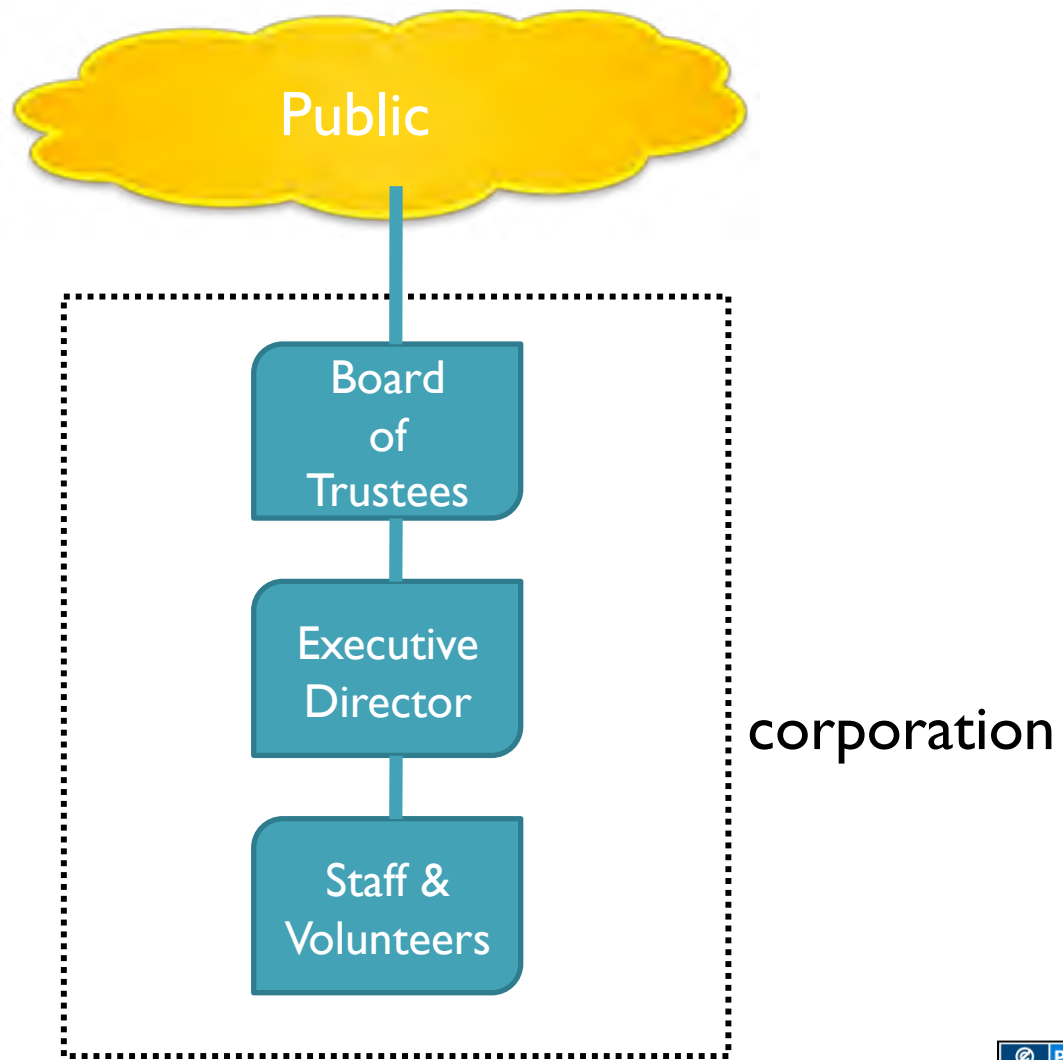 Public
Board
of
Trustees
Executive
Director
corporation
Staff &
Volunteers